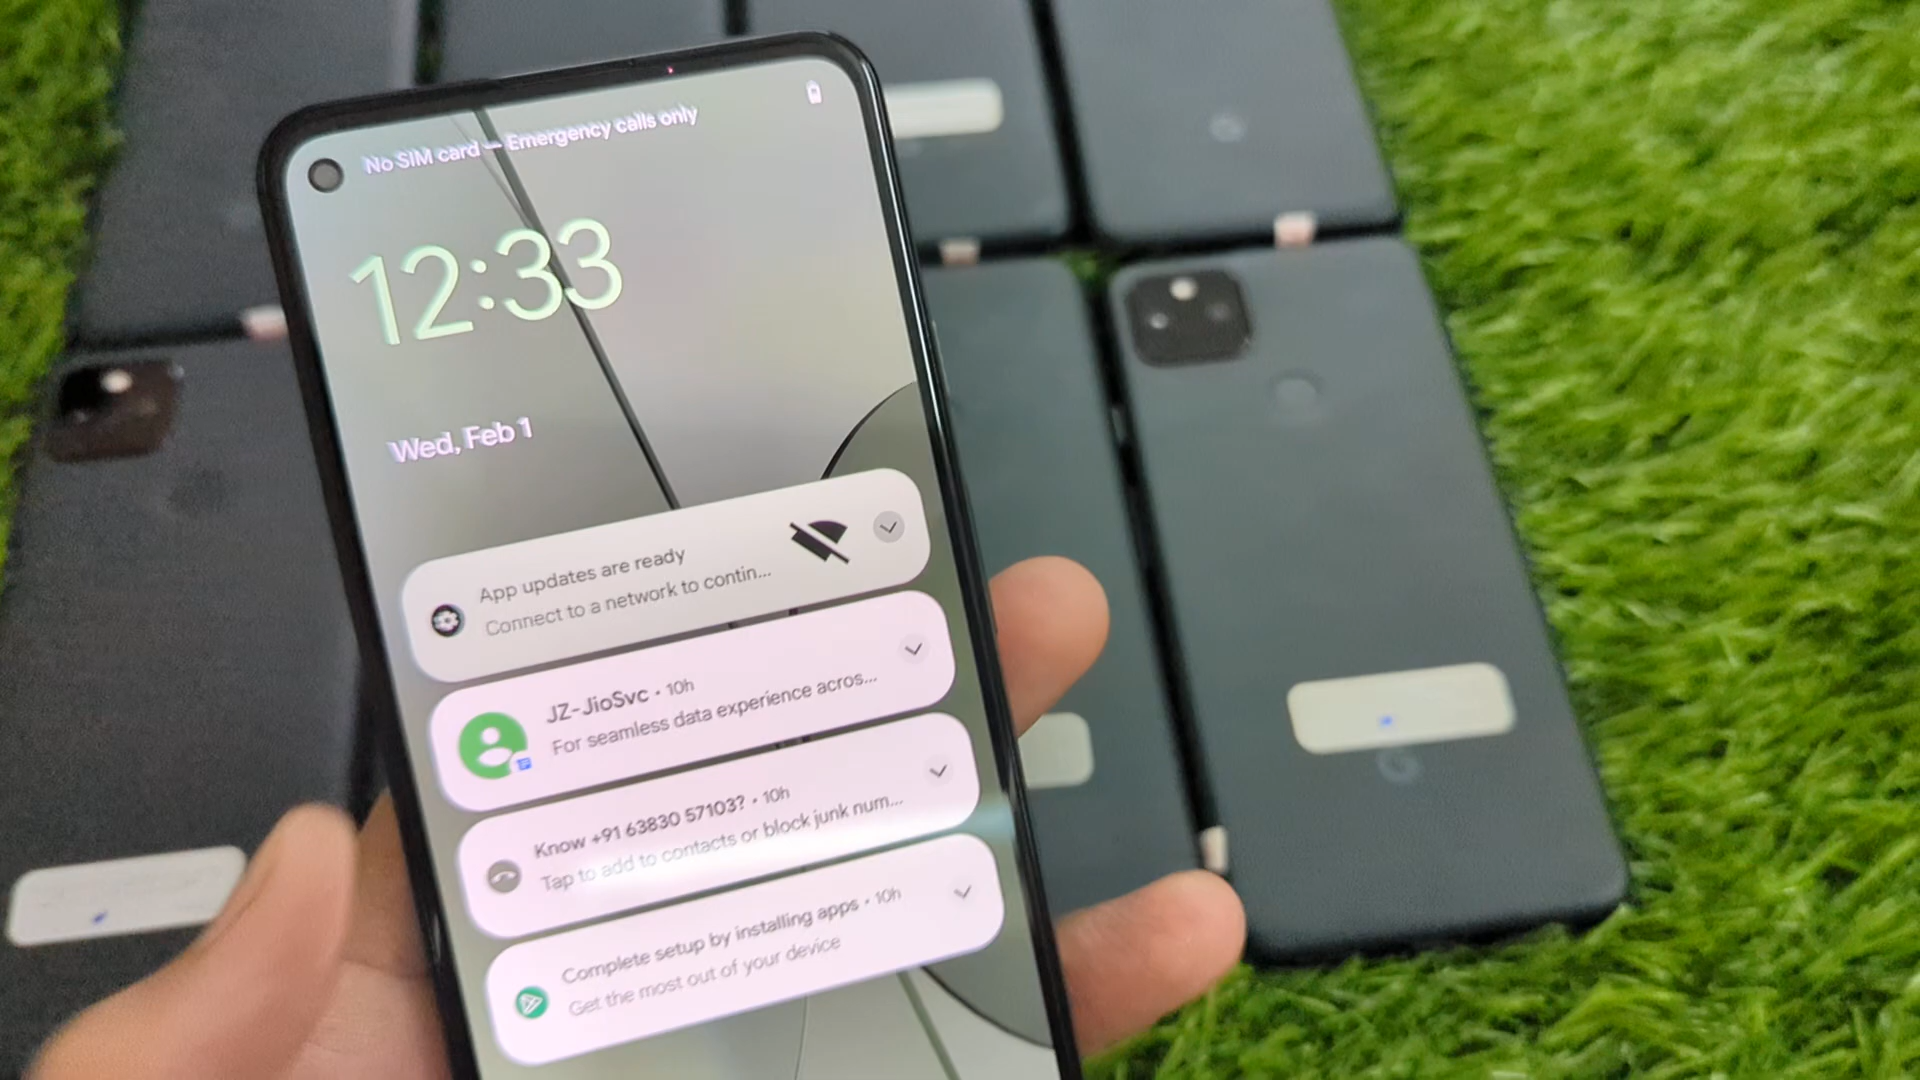 No SIM card — Emergency calls only
12:33
Wed, Feb 1
App updates are ready
Connect to a network to contin...
JZ-JioSvc • 10h
For seamless data experience acros...
Know +91 63830 57103? • 10h
Tap to add to contacts or block junk num...
Complete setup by installing apps • 10h
Get the most out of your device